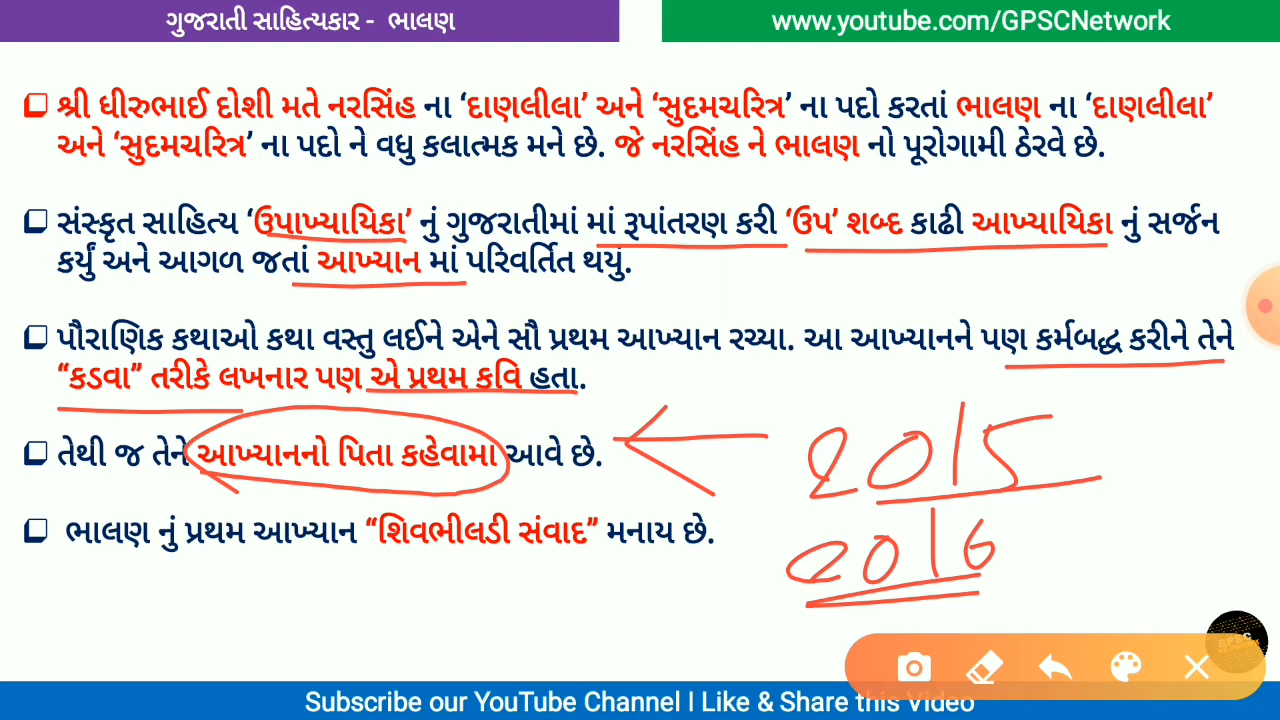 ગુજરાતી સાહિત્યકાર - ભાલણ
www.youtube.com/GPSCNetwork
શ્રી ધીરુભાઈ દોશી મતે નરસિંહ ના ‘દાણલીલા’ અને ‘સુદમચરિત્ર’ ના પદો કરતાં ભાલણ ના ‘દાણલીલા’
અને ‘સુદમચરિત્ર’ ના પદો ને વધુ કલાત્મક મને છે. જે નરસિંહ ને ભાલણ નો પૂરોગામી ઠેરવે છે.
સંસ્કૃત સાહિત્ય ‘ઉપાખ્યાયિકા’ નું ગુજરાતીમાં માં રૂપાંતરણ કરી ‘ઉપ’ શબ્દ કાઢી આખ્યાયિકા નું સર્જન
કર્યું અને આગળ જતાં આખ્યાન માં પરિવર્તિત થયું.
પૌરાણિક કથાઓ કથા વસ્તુ લઈને એને સૌ પ્રથમ આખ્યાન રચ્યા. આ આખ્યાનને પણ કર્મબદ્ધ કરીને તેને
“કડવા” તરીકે લખનાર પણ એ પ્રથમ કવિ હતા.
તેથી જ તેને આખ્યાનનો પિતા કહેવામા આવે છે.
2015
ભાલણ નું પ્રથમ આખ્યાન “શિવભીલડી સંવાદ” મનાય છે.
2016
GPSC
Subscribe our YouTube Channel l Like & Share this Video